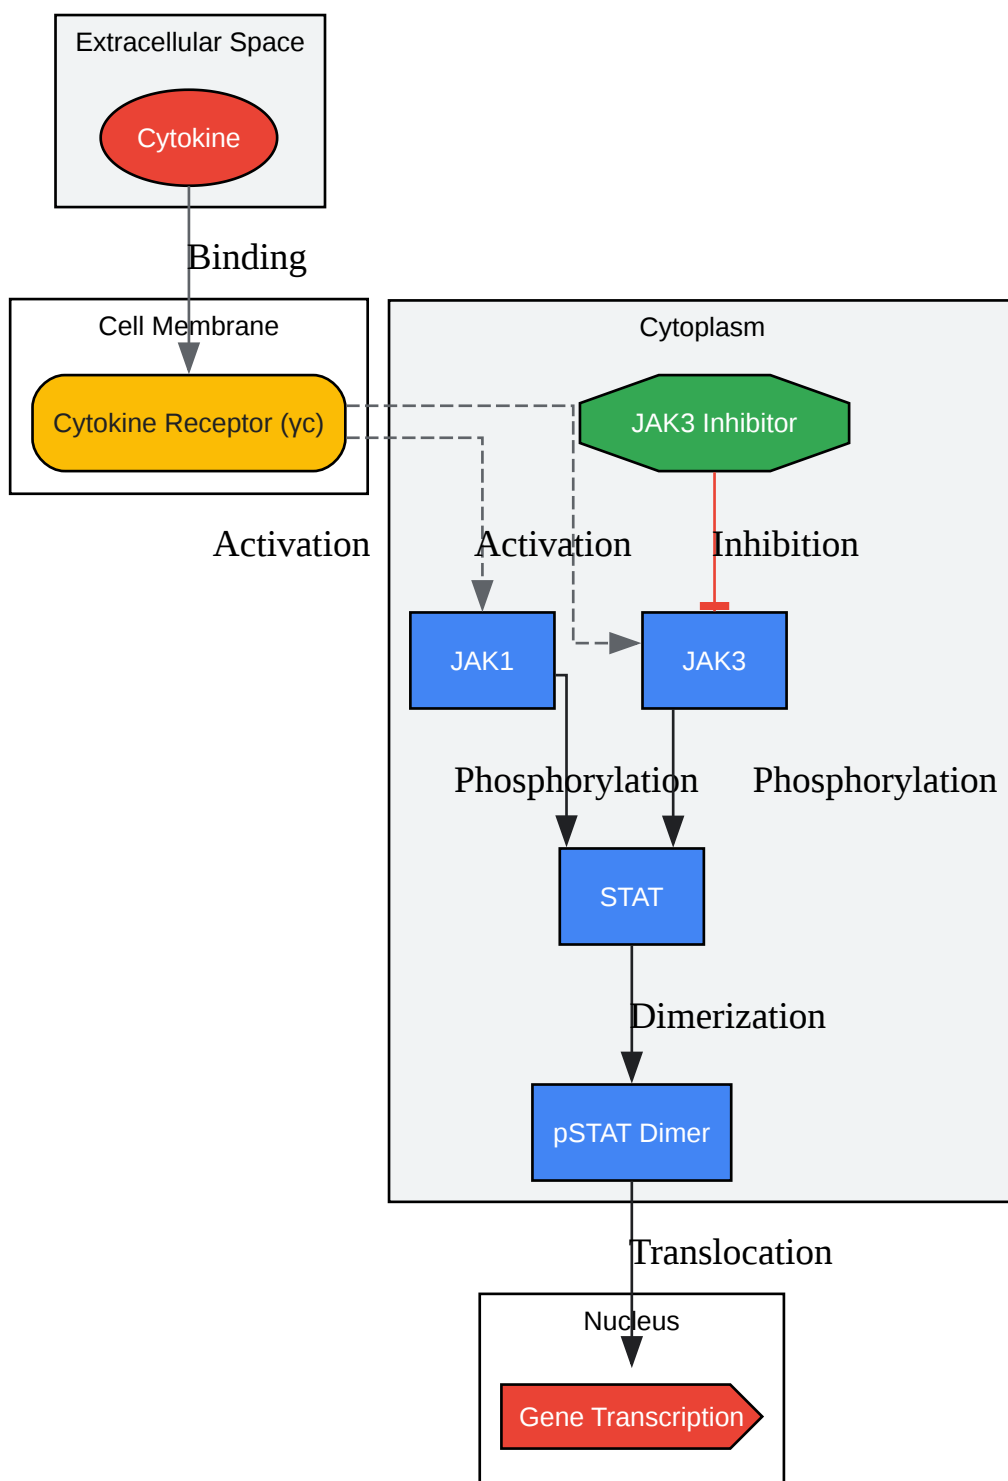 Extracellular Space
Cytokine
Binding
Cell Membrane
Cytoplasm
Cytokine Receptor (γc)
JAK3 Inhibitor
Activation
Activation
Inhibition
JAK1
JAK3
Phosphorylation
Phosphorylation
STAT
Dimerization
pSTAT Dimer
Translocation
Nucleus
Gene Transcription